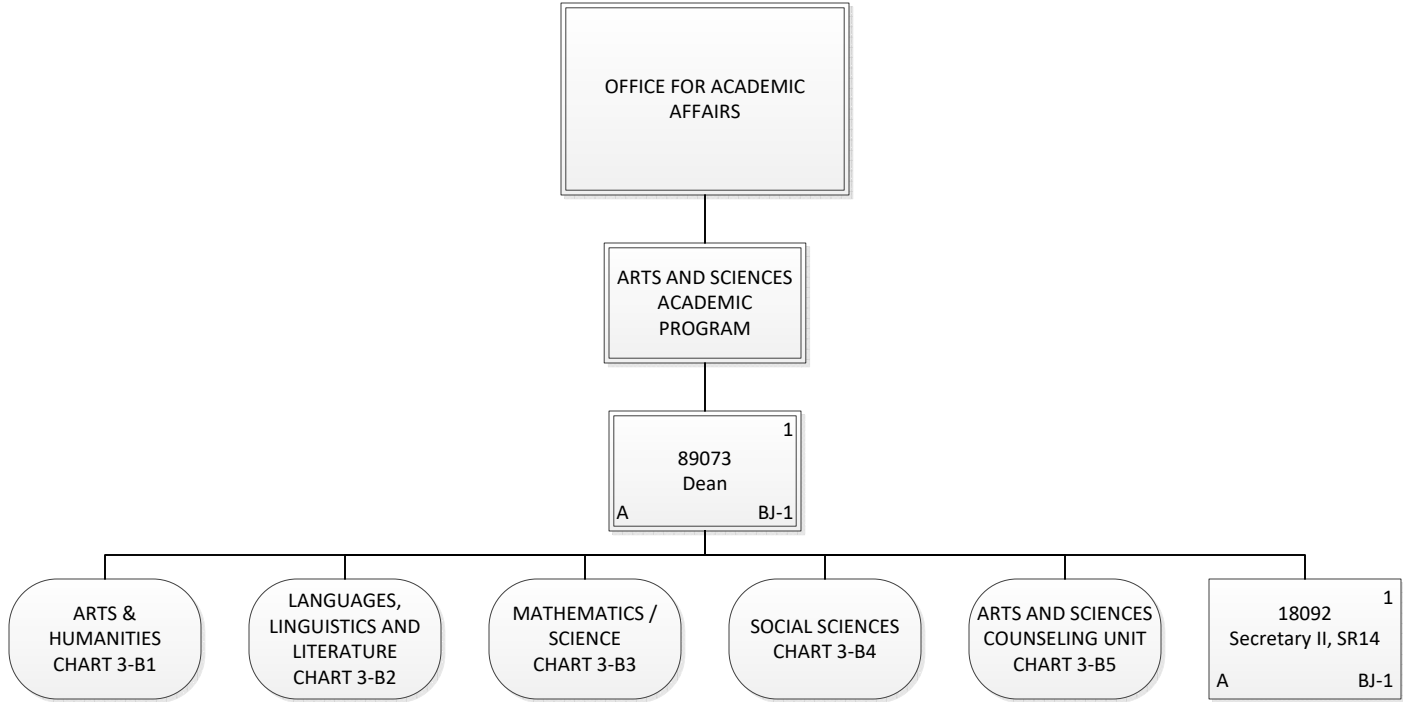 OFFICE FOR ACADEMIC
AFFAIRS
ARTS AND SCIENCES
ACADEMIC
PROGRAM
1
89073
Dean
A BJ-1
ARTS &
HUMANITIES
CHART 3-B1
LANGUAGES,
LINGUISTICS AND
LITERATURE
CHART 3-B2
MATHEMATICS /
SCIENCE
CHART 3-B3
SOCIAL SCIENCES
CHART 3-B4
ARTS AND SCIENCES
COUNSELING UNIT
CHART 3-B5
1
18092
Secretary II, SR14
A BJ-1